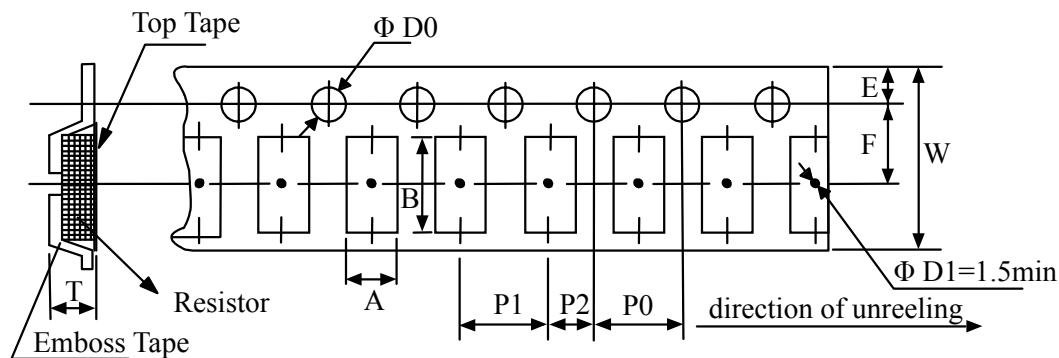 Top Tape
Φ D0
E
F
W
B
Φ D1=1.5min
T
Resistor
A
P1
P2
P0
direction of unreeling
Emboss Tape